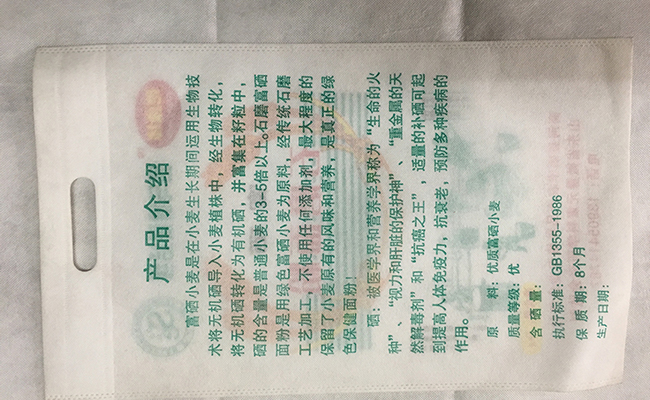 产品介绍
富硒小麦是在小麦生长期间运用生物技
术将无机硒导入小麦植株中，经生物转化，
将无机硒转化为有机硒，并富集在籽粒中，
硒的含量是普通小麦的3-5倍以上。石磨富硒
面粉是用绿色富硒小麦为原料，经传统石磨
工艺加工，不使用任何添加剂，最大程度的
保留了小麦原有的风味和营养，是真正的绿
色保健面粉！
硒：被医学界和营养学界称为“生命的火
种”、“视力和肝脏的保护神”、“重金属的天
然解毒剂”和“抗癌之王”，适量的补硒可起
到提高人体免疫力，抗衰老，预防多种疾病的
作用。
原　料：优质富硒小麦
质量等级：优
含硒量：
执行标准：GB1355-1986
保质期：8个月
生产日期：